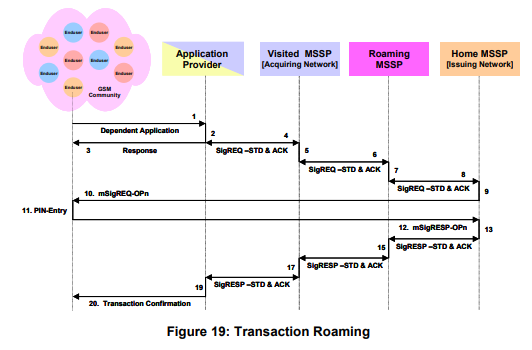 Enduser
Enduser
Enduser
Enduser
Enduser
Enduser
Enduser
Enduser
Enduser
Enduser
GSM
Community
Application
Provider
Visited MSSP
[Acquiring Network]
Roaming
MSSP
Home MSSP
[Issuing Network]
1
Dependent Application
2
4
3
Response
SigREQ –STD & ACK
5
6
SigREQ –STD & ACK
7
8
SigREQ –STD & ACK
9
10. mSigREQ-OPn
11. PIN-Entry
12. mSigRESP-OPn
13
15
SigRESP –STD & ACK
17
SigRESP –STD & ACK
19
SigRESP –STD & ACK
20. Transaction Confirmation
Figure 19: Transaction Roaming